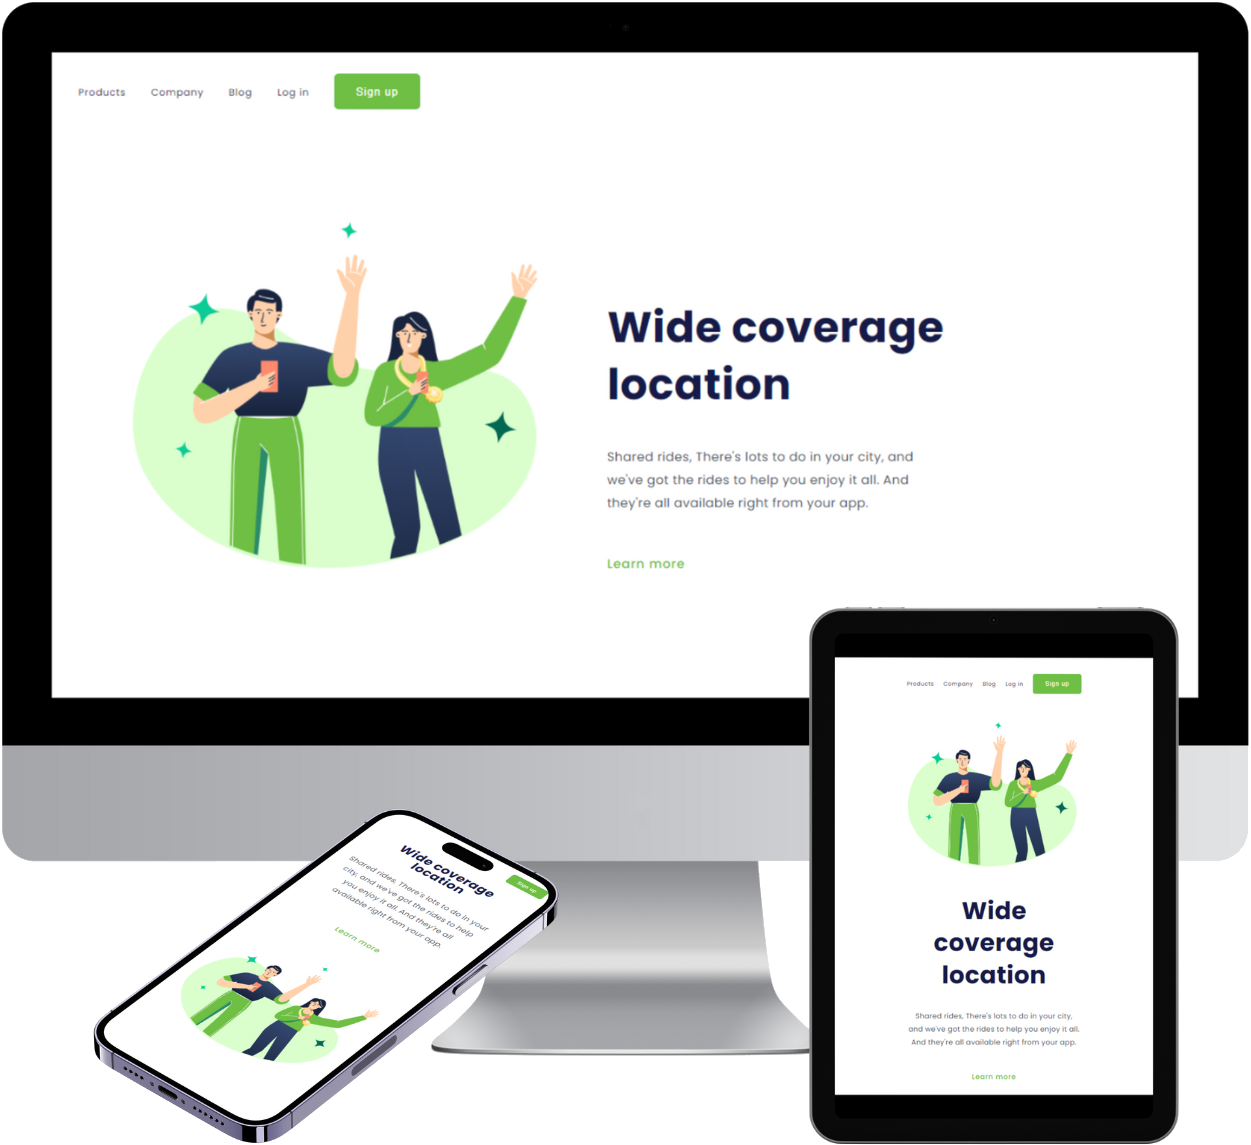 Products Company Blog Log in Sign up
Wide coverage
location
Shared rides, There's lots to do in your city, and
we've got the rides to help you enjoy it all. And
they're all available right from your app.
Learn more
Wide coverage
location
Sign up
Shared rides, There's lots to do in your
city, and we've got the rides to help
you enjoy it all. And they're all
available right from your app.
Learn more
Products Company Blog Log in Sign up
Wide
coverage
location
Shared rides, There's lots to do in your city,
and we've got the rides to help you enjoy it all.
And they're all available right from your app.
Learn more